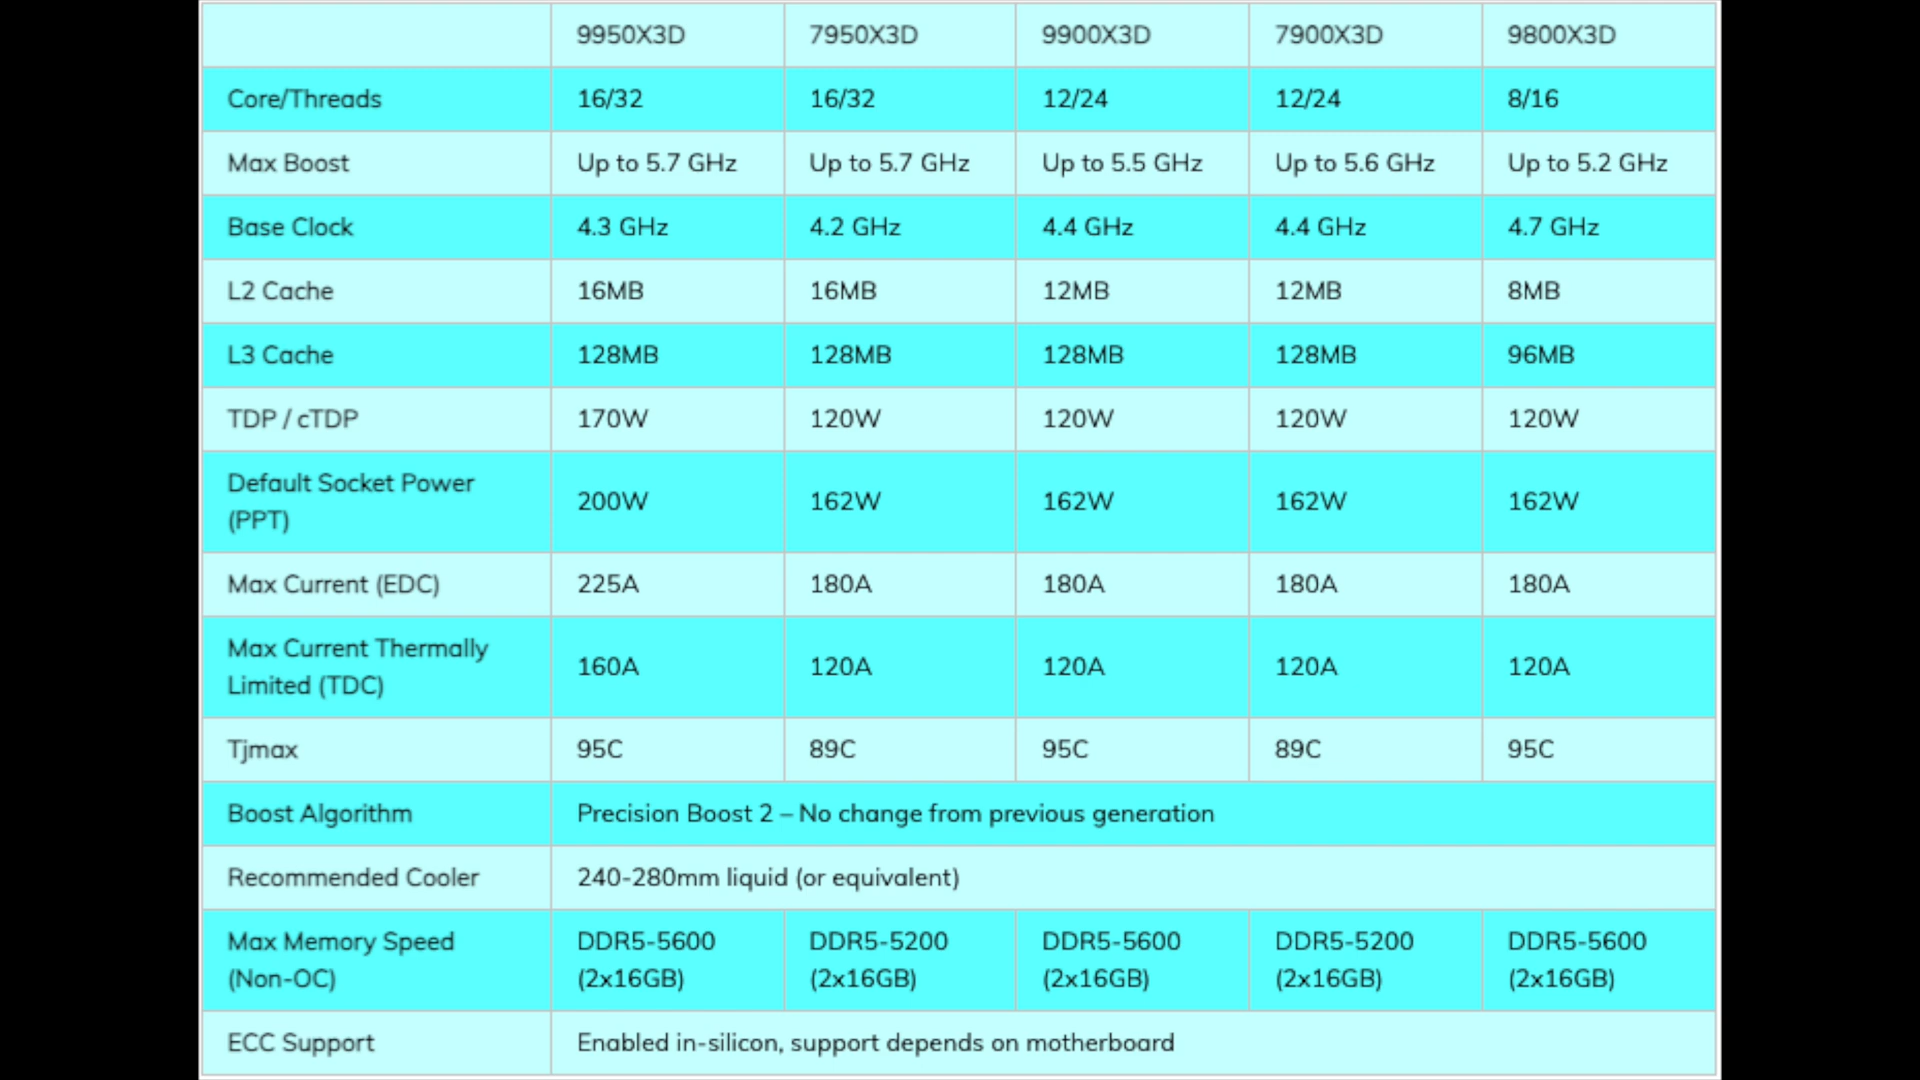 9950X3D 7950X3D 9900X3D 7900X3D 9800X3D
Core/Threads 16/32 16/32 12/24 12/24 8/16
Max Boost Up to 5.7 GHz Up to 5.7 GHz Up to 5.5 GHz Up to 5.6 GHz Up to 5.2 GHz
Base Clock 4.3 GHz 4.2 GHz 4.4 GHz 4.4 GHz 4.7 GHz
L2 Cache 16MB 16MB 12MB 12MB 8MB
L3 Cache 128MB 128MB 128MB 128MB 96MB
TDP / cTDP 170W 120W 120W 120W 120W
Default Socket Power
(PPT) 200W 162W 162W 162W 162W
Max Current (EDC) 225A 180A 180A 180A 180A
Max Current Thermally
Limited (TDC) 160A 120A 120A 120A 120A
Tjmax 95C 89C 95C 89C 95C
Boost Algorithm Precision Boost 2 – No change from previous generation
Recommended Cooler 240-280mm liquid (or equivalent)
Max Memory Speed DDR5-5600 DDR5-5200 DDR5-5600 DDR5-5200 DDR5-5600
(Non-OC) (2x16GB) (2x16GB) (2x16GB) (2x16GB) (2x16GB)
ECC Support Enabled in-silicon, support depends on motherboard